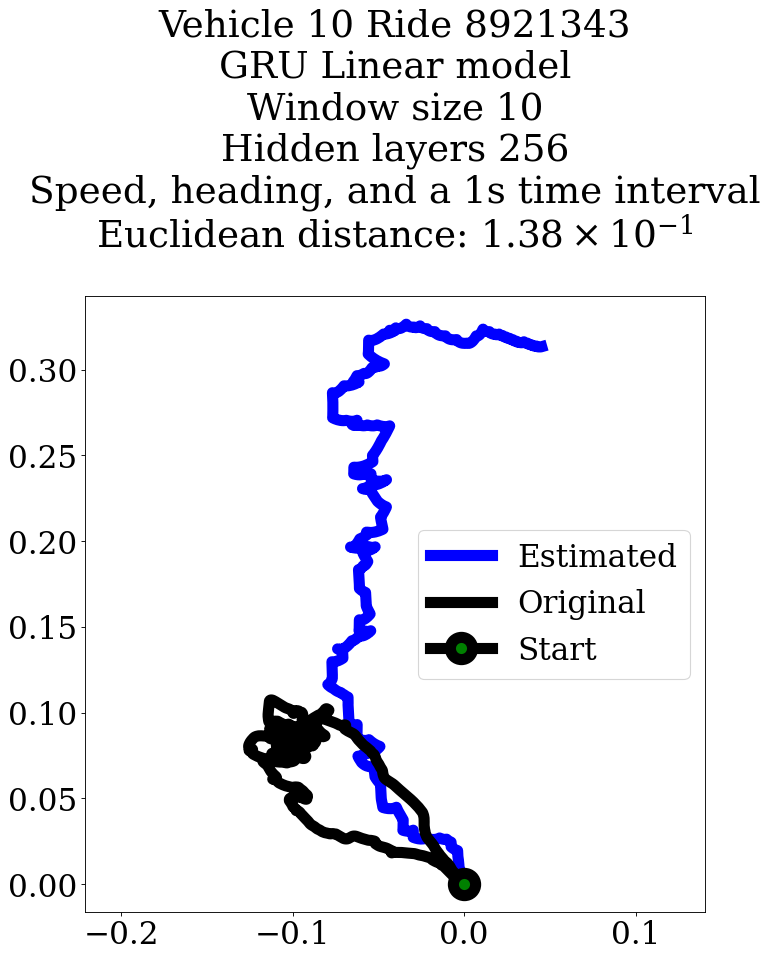 Vehicle 10 Ride 8921343
GRU Linear model
Window size 10
Hidden layers 256
Speed, heading, and a 1s time interval
Euclidean distance: 1.38 × 10⁻¹
0.30
0.25
0.20
0.15
0.10
0.05
0.00
Estimated
Original
Start
−0.2
−0.1
0.0
0.1